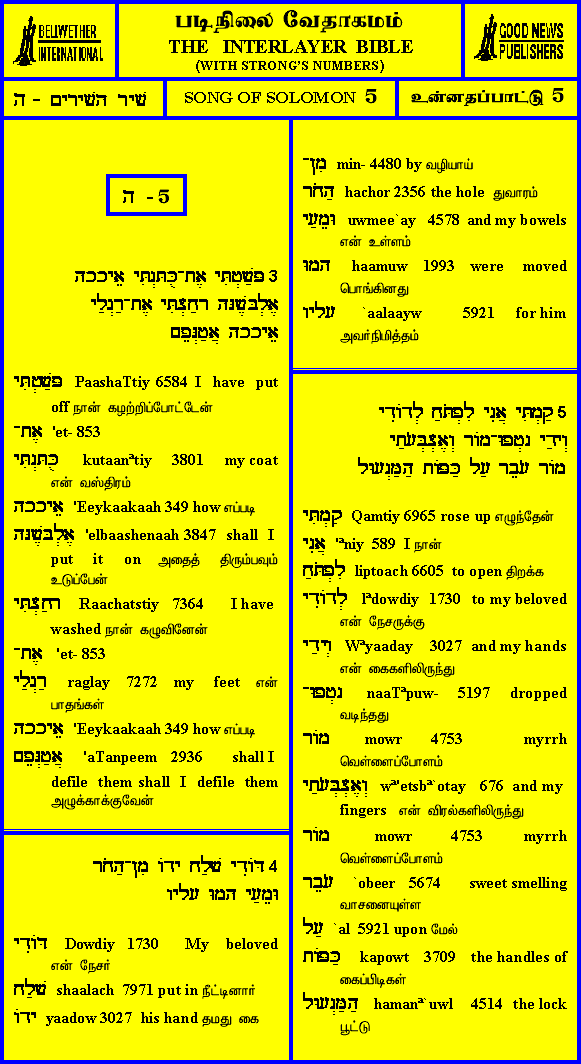 BELLWETHER
INTERNATIONAL
படிநிலை வேதாகமம்
THE INTERLAYER BIBLE
(WITH STRONG'S NUMBERS)
GOOD NEWS
PUBLISHERS
שיר השירים - ה
SONG OF SOLOMON 5
உன்னதப்பாட்டு 5
ה - 5
3 פָּשַׁטְתִּי אֶת־כֻּתָּנְתִּי אֵיכָכָה
אֶלְבָּשֶׁנָּה רָחַצְתִּי אֶת־רַגְלַי
אֵיכָכָה אֲטַנְּפֵם
פָּשַׁטְתִּי PaashaTtiy 6584 I have put
off நான் கழற்றிப்போட்டேன்
אֶת־ 'et- 853
כֻּתָּנְתִּי kutaanªtiy 3801 my coat
என் வஸ்திரம்
אֵיכָכָה 'Eeykaakaah 349 how எப்படி
אֶלְבָּשֶׁנָּה 'elbaashenaah 3847 shall I
put it on அதைத் திரும்பவும்
உடுப்பேன்
רָחַצְתִּי Raachatstiy 7364 I have
washed நான் கழுவினேன்
אֶת־ 'et- 853
רַגְלַי raglay 7272 my feet என்
பாதங்கள்
אֵיכָכָה 'Eeykaakaah 349 how எப்படி
אֲטַנְּפֵם 'aTanpeem 2936 shall I
defile them shall I defile them
அழுக்காக்குவேன்
4 דּוֹדִי שָׁלַח יָדוֹ מִן־הַחֹר
וּמֵעַי הָמוּ עָלָיו
דּוֹדִי Dowdiy 1730 My beloved
என் நேசர்
שָׁלַח shaalach 7971 put in நீட்டினார்
יָדוֹ yaadow 3027 his hand தமது கை
מִן־ min- 4480 by வழியாய்
הַחֹר hachor 2356 the hole துவாரம்
וּמֵעַי uwmee`ay 4578 and my bowels
என் உள்ளம்
הָמוּ haamuw 1993 were moved
பொங்கினது
עָלָיו `aalaayw 5921 for him
அவர்நிமித்தம்
5 קַמְתִּי אֲנִי לִפְתֹּחַ לְדוֹדִי
וְיָדַי נָטְפוּ־מוֹר וְאֶצְבְּעֹתַי
מוֹר עֹבֵר עַל כַּפּוֹת הַמַּנְעוּל
קַמְתִּי Qamtiy 6965 rose up எழுந்தேன்
אֲנִי 'ªniy 589 I நான்
לִפְתֹּחַ liptoach 6605 to open திறக்க
לְדוֹדִי lªdowdiy 1730 to my beloved
என் நேசருக்கு
וְיָדַי Wªyaaday 3027 and my hands
என் கைகளிலிருந்து
נָטְפוּ־ naaTªpuw- 5197 dropped
வடிந்தது
מוֹר mowr 4753 myrrh
வெள்ளைப்போளம்
וְאֶצְבְּעֹתַי wª'etsbª`otay 676 and my
fingers என் விரல்களிலிருந்து
מוֹר mowr 4753 myrrh
வெள்ளைப்போளம்
עֹבֵר `obeer 5674 sweet smelling
வாசனையுள்ள
עַל `al 5921 upon மேல்
כַּפּוֹת kapowt 3709 the handles of
கைப்பிடிகள்
הַמַּנְעוּל hamanª`uwl 4514 the lock
பூட்டு